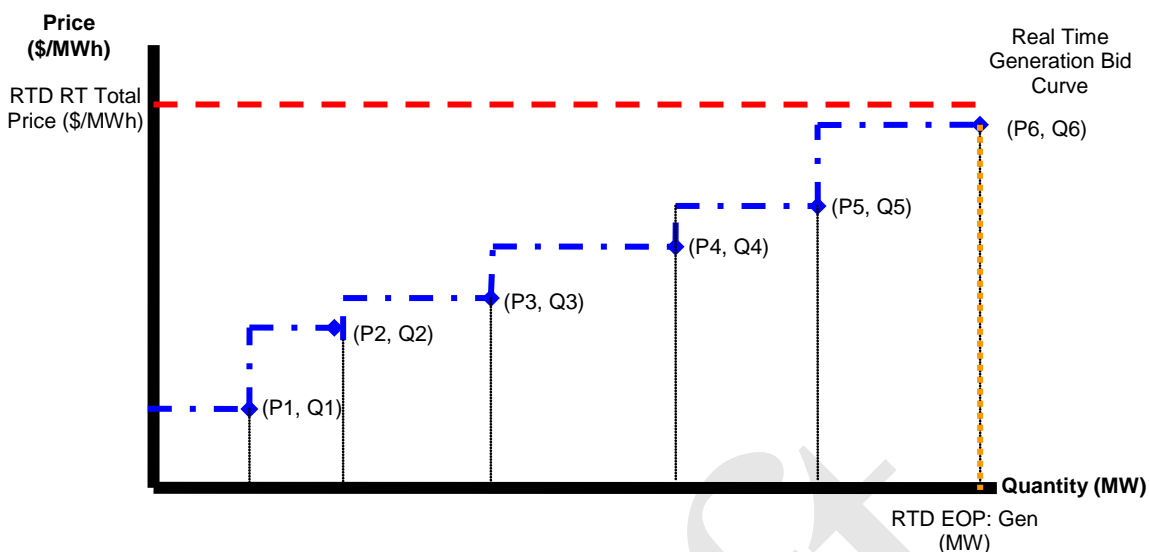 Price
($/MWh)
Real Time
Generation Bid
Curve
RTD RT Total
Price ($/MWh)
(P6, Q6)
(P5, Q5)
(P4, Q4)
(P3, Q3)
(P2, Q2)
(P1, Q1)
Quantity (MW)
RTD EOP: Gen
(MW)